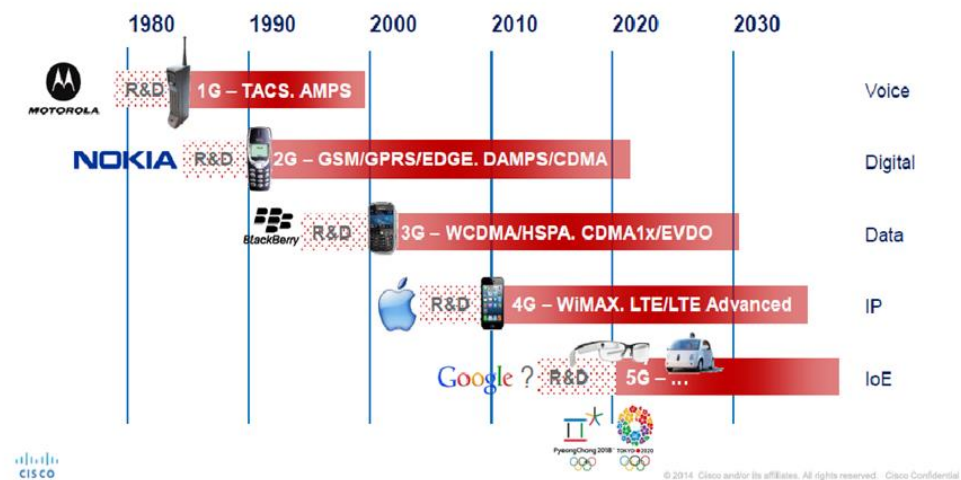 1980 1990 2000 2010 2020 2030
MOTOROLA R&D 1G – TACS. AMPS Voice
NOKIA R&D 2G – GSM/GPRS/EDGE. DAMPS/CDMA Digital
BlackBerry R&D 3G – WCDMA/HSPA. CDMA1x/EVDO Data
R&D 4G – WiMAX. LTE/LTE Advanced IP
Google ? R&D 5G – ... IoE
PyeongChang 2018 TOKYO 2020
CISCO © 2014 Cisco and/or its affiliates. All rights reserved. Cisco Confidential